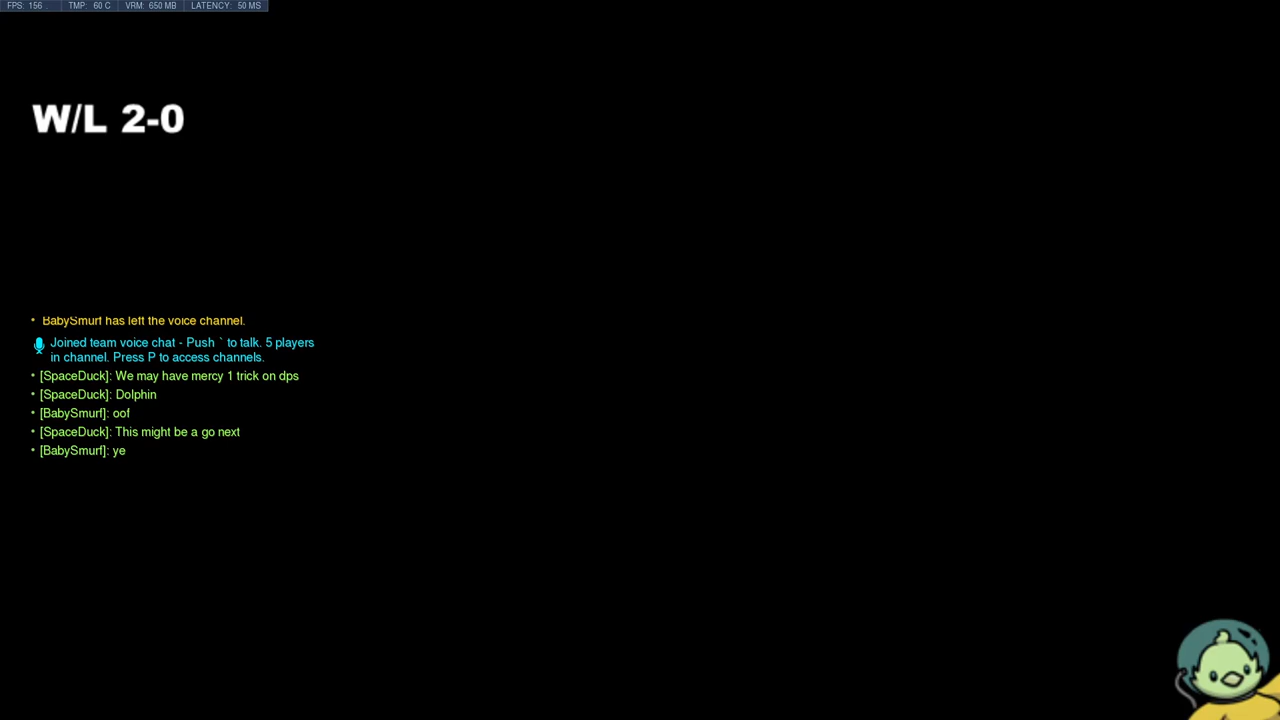 FPS: 156 TMP: 60 C VRM: 650 MB LATENCY: 50 MS
W/L 2-0
BabySmurf has left the voice channel.
Joined team voice chat - Push ` to talk. 5 players
in channel. Press P to access channels.
[SpaceDuck]: We may have mercy 1 trick on dps
[SpaceDuck]: Dolphin
[BabySmurf]: oof
[SpaceDuck]: This might be a go next
[BabySmurf]: ye